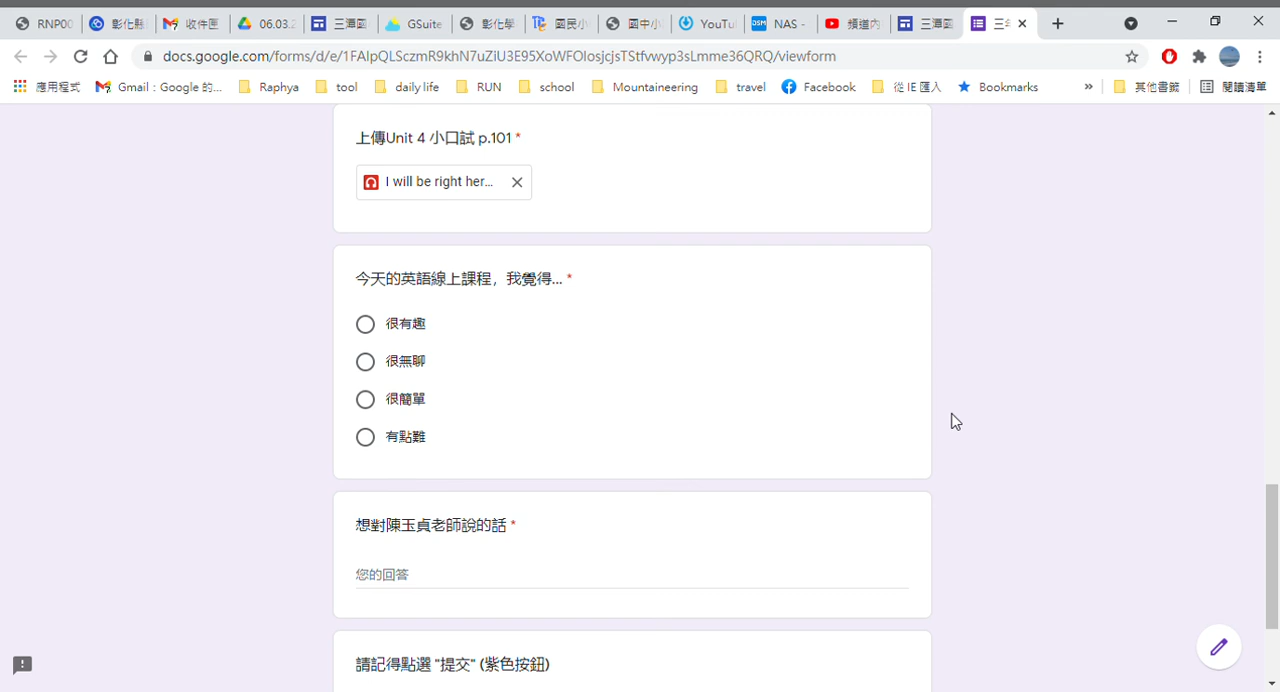 RNP00
彰化縣
收件匣
06.03.2
三潭國
GSuite
彰化學
國民小
國中小
YouTu
DSM
NAS -
頻道內
三潭國
三年
docs.google.com/forms/d/e/1FAIpQLSczmR9khN7uZiU3E95XoWFOIosjcjsTStfvwyp3sLmme36QRQ/viewform
應用程式
Gmail：Google 的...
Raphya
tool
daily life
RUN
school
Mountaineering
travel
Facebook
從 IE 匯入
Bookmarks
»
其他書籤
閱讀清單
上傳Unit 4 小口試 p.101 *
I will be right her...
今天的英語線上課程，我覺得... *
很有趣
很無聊
很簡單
有點難
想對陳玉貞老師說的話 *
您的回答
請記得點選 "提交" (紫色按鈕)